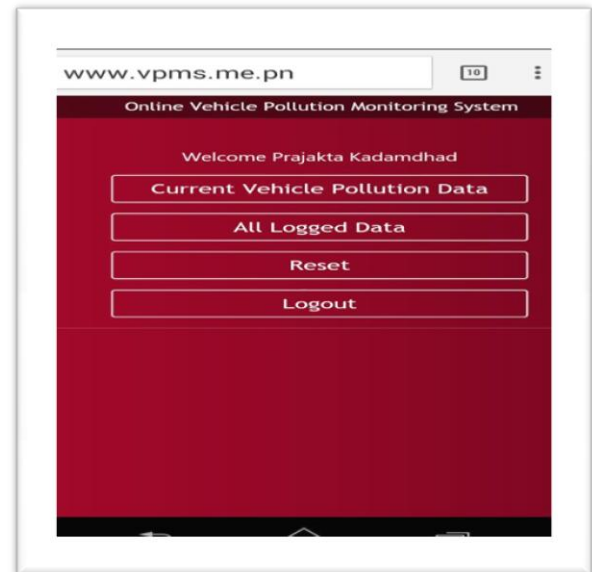 www.vpms.me.pn 10
Online Vehicle Pollution Monitoring System
Welcome Prajakta Kadamdhad
Current Vehicle Pollution Data
All Logged Data
Reset
Logout